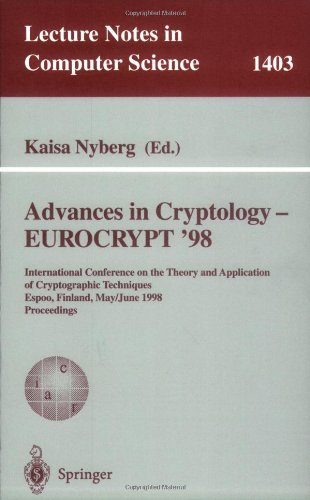 Lecture Notes in
Computer Science 1403
Kaisa Nyberg (Ed.)
Advances in Cryptology –
EUROCRYPT '98
International Conference on the Theory and Application
of Cryptographic Techniques
Espoo, Finland, May/June 1998
Proceedings
i a c r
Springer